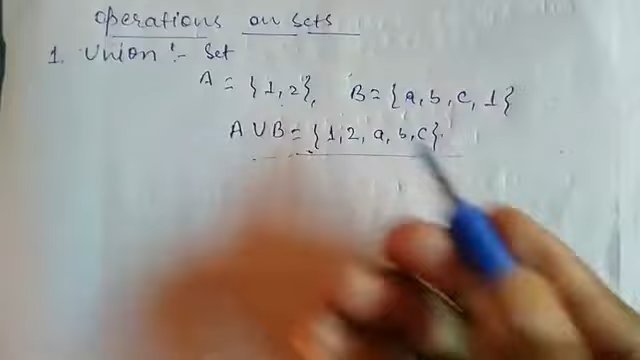 operations on sets
1. Union :- Set
A = {1,2}, B = {a, b, c, 1}
A ∪ B = {1, 2, a, b, c}.